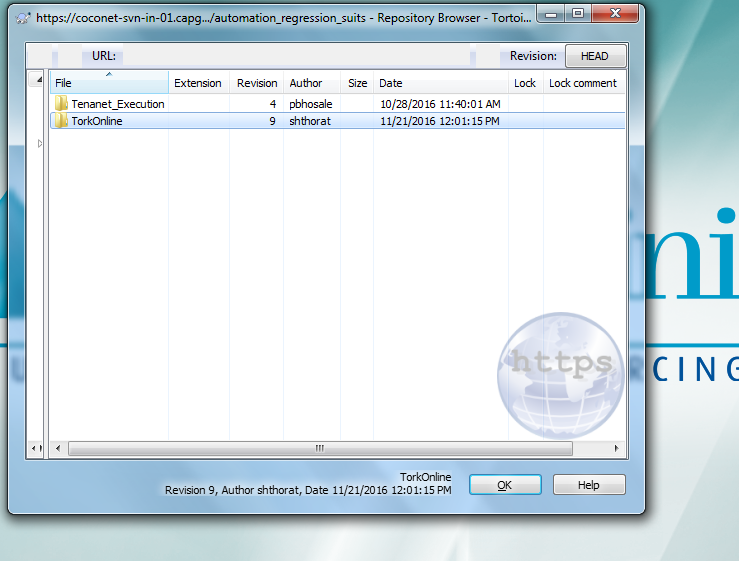 https://coconet-svn-in-01.capg.../automation_regression_suits - Repository Browser - Tortoi...
URL: Revision: HEAD
File Extension Revision Author Size Date Lock Lock comment
Tenanet_Execution 4 pbhosale 10/28/2016 11:40:01 AM
TorkOnline 9 shthorat 11/21/2016 12:01:15 PM
ni
https
CING
TorkOnline
Revision 9, Author shthorat, Date 11/21/2016 12:01:15 PM
OK Help